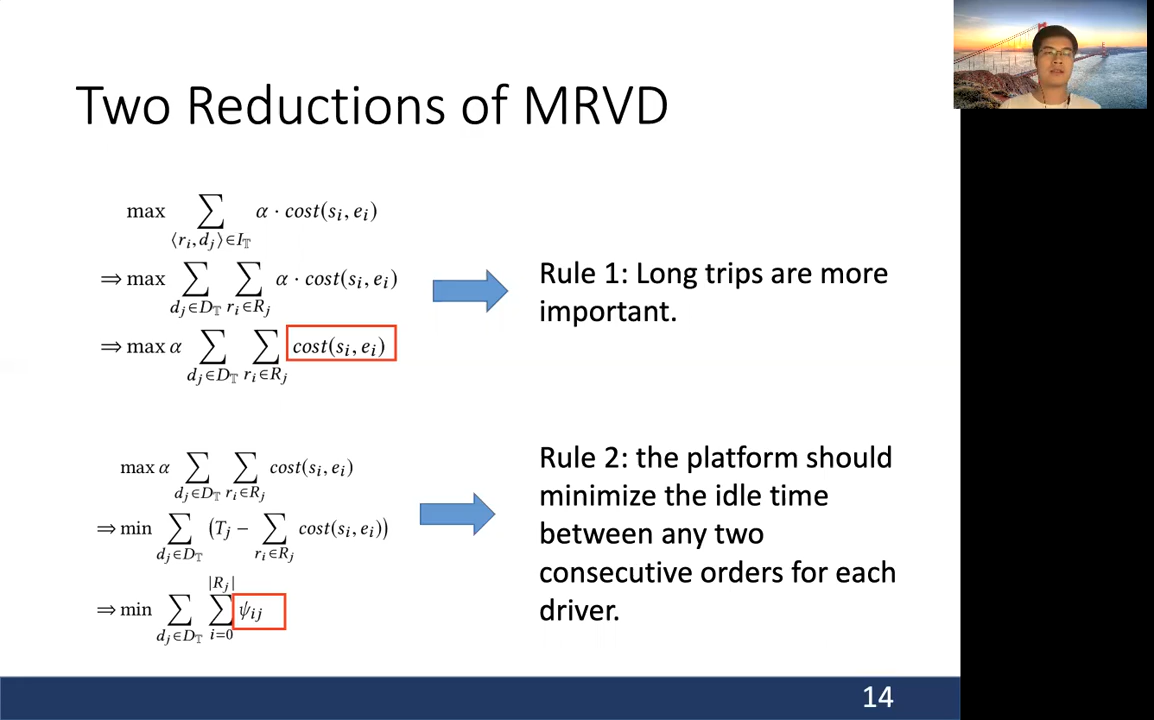 Two Reductions of MRVD
max ∑ α · cost(s_i, e_i)
⟨r_i, d_j⟩∈I_𝕋
⇒ max ∑ ∑ α · cost(s_i, e_i)
d_j∈D_𝕋 r_i∈R_j
⇒ max α ∑ ∑ cost(s_i, e_i)
d_j∈D_𝕋 r_i∈R_j
Rule 1: Long trips are more
important.
max α ∑ ∑ cost(s_i, e_i)
d_j∈D_𝕋 r_i∈R_j
⇒ min ∑ (T_j − ∑ cost(s_i, e_i))
d_j∈D_𝕋 r_i∈R_j
|R_j|
⇒ min ∑ ∑ ψ_ij
d_j∈D_𝕋 i=0
Rule 2: the platform should
minimize the idle time
between any two
consecutive orders for each
driver.
14